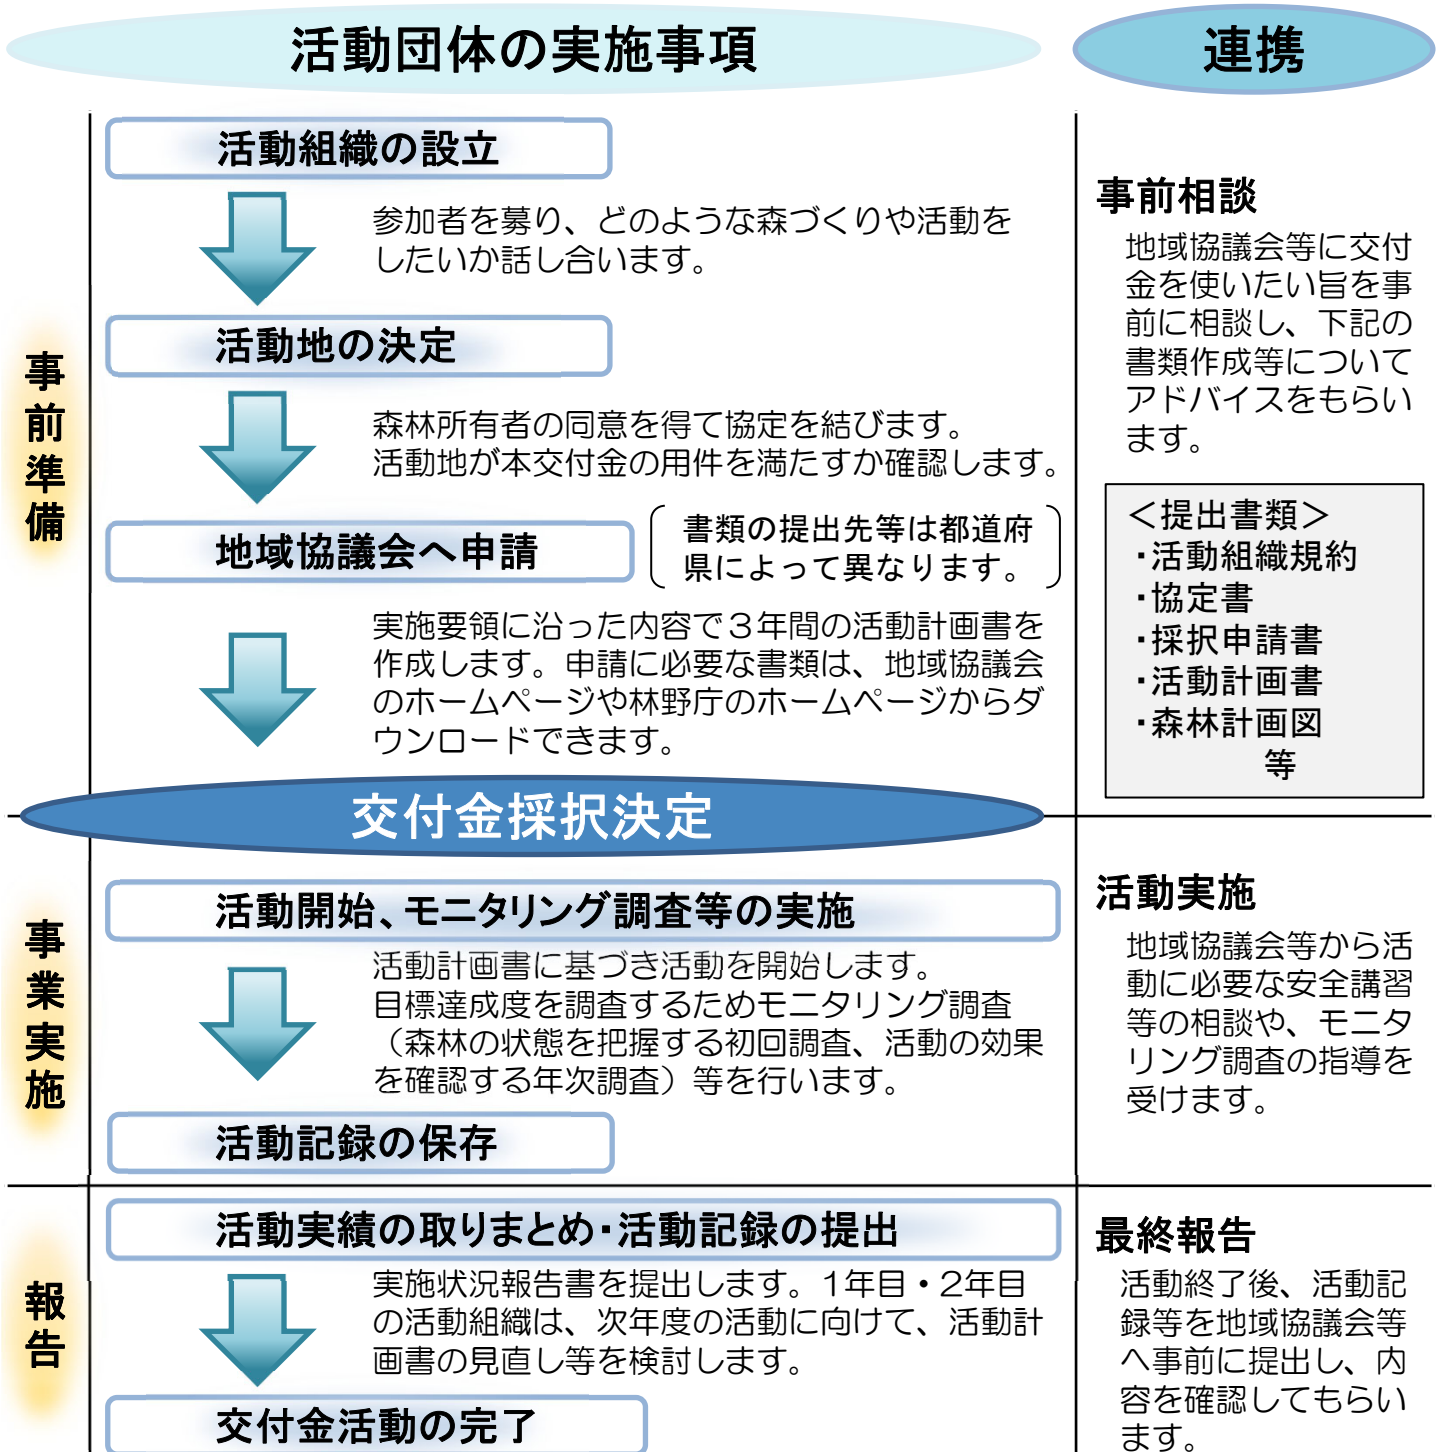 活動団体の実施事項
連携
事前準備
活動組織の設立
参加者を募り、どのような森づくりや活動を
したいか話し合います。
活動地の決定
森林所有者の同意を得て協定を結びます。
活動地が本交付金の用件を満たすか確認します。
地域協議会へ申請
書類の提出先等は都道府
県によって異なります。
実施要領に沿った内容で３年間の活動計画書を
作成します。申請に必要な書類は、地域協議会
のホームページや林野庁のホームページからダ
ウンロードできます。
事前相談
地域協議会等に交付
金を使いたい旨を事
前に相談し、下記の
書類作成等について
アドバイスをもらい
ます。
＜提出書類＞
・活動組織規約
・協定書
・採択申請書
・活動計画書
・森林計画図
等
交付金採択決定
事業実施
活動開始、モニタリング調査等の実施
活動計画書に基づき活動を開始します。
目標達成度を調査するためモニタリング調査
（森林の状態を把握する初回調査、活動の効果
を確認する年次調査）等を行います。
活動記録の保存
活動実施
地域協議会等から活
動に必要な安全講習
等の相談や、モニタ
リング調査の指導を
受けます。
報告
活動実績の取りまとめ・活動記録の提出
実施状況報告書を提出します。1年目・2年目
の活動組織は、次年度の活動に向けて、活動計
画書の見直し等を検討します。
交付金活動の完了
最終報告
活動終了後、活動記
録等を地域協議会等
へ事前に提出し、内
容を確認してもらい
ます。